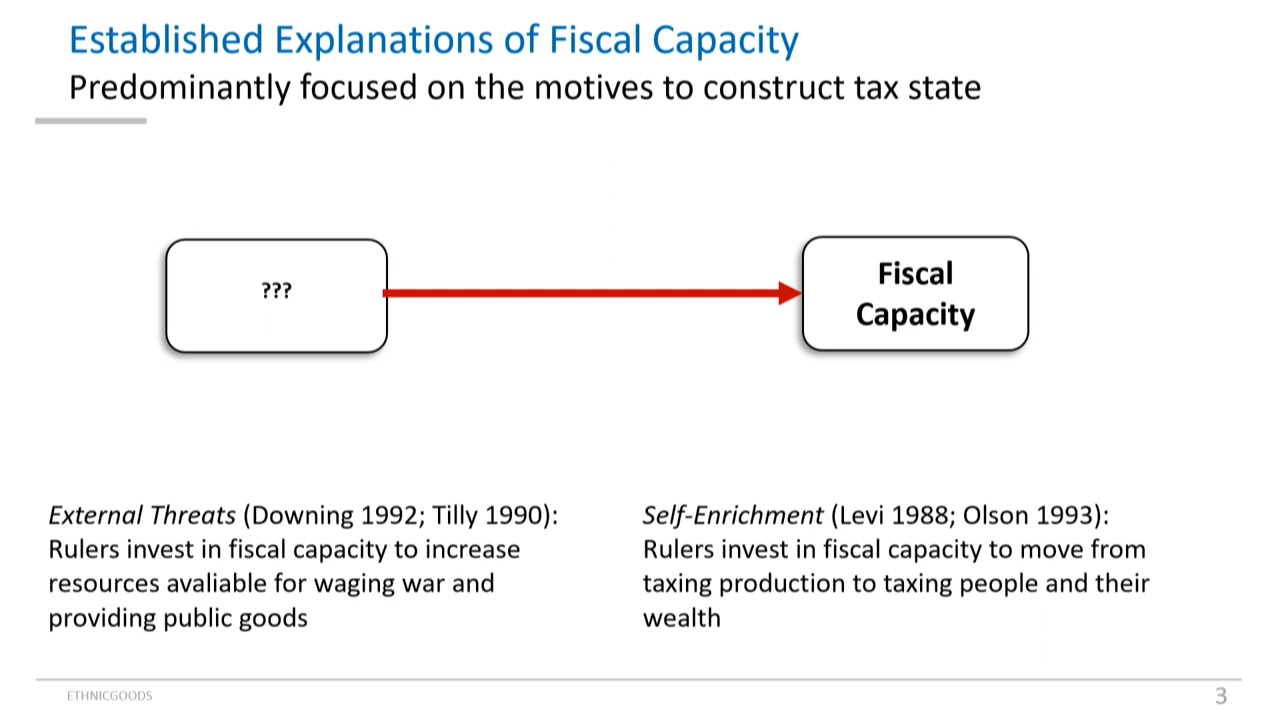 Established Explanations of Fiscal Capacity
Predominantly focused on the motives to construct tax state
???
Fiscal
Capacity
External Threats (Downing 1992; Tilly 1990):
Rulers invest in fiscal capacity to increase
resources avaliable for waging war and
providing public goods
Self-Enrichment (Levi 1988; Olson 1993):
Rulers invest in fiscal capacity to move from
taxing production to taxing people and their
wealth
ETHNICGOODS
3